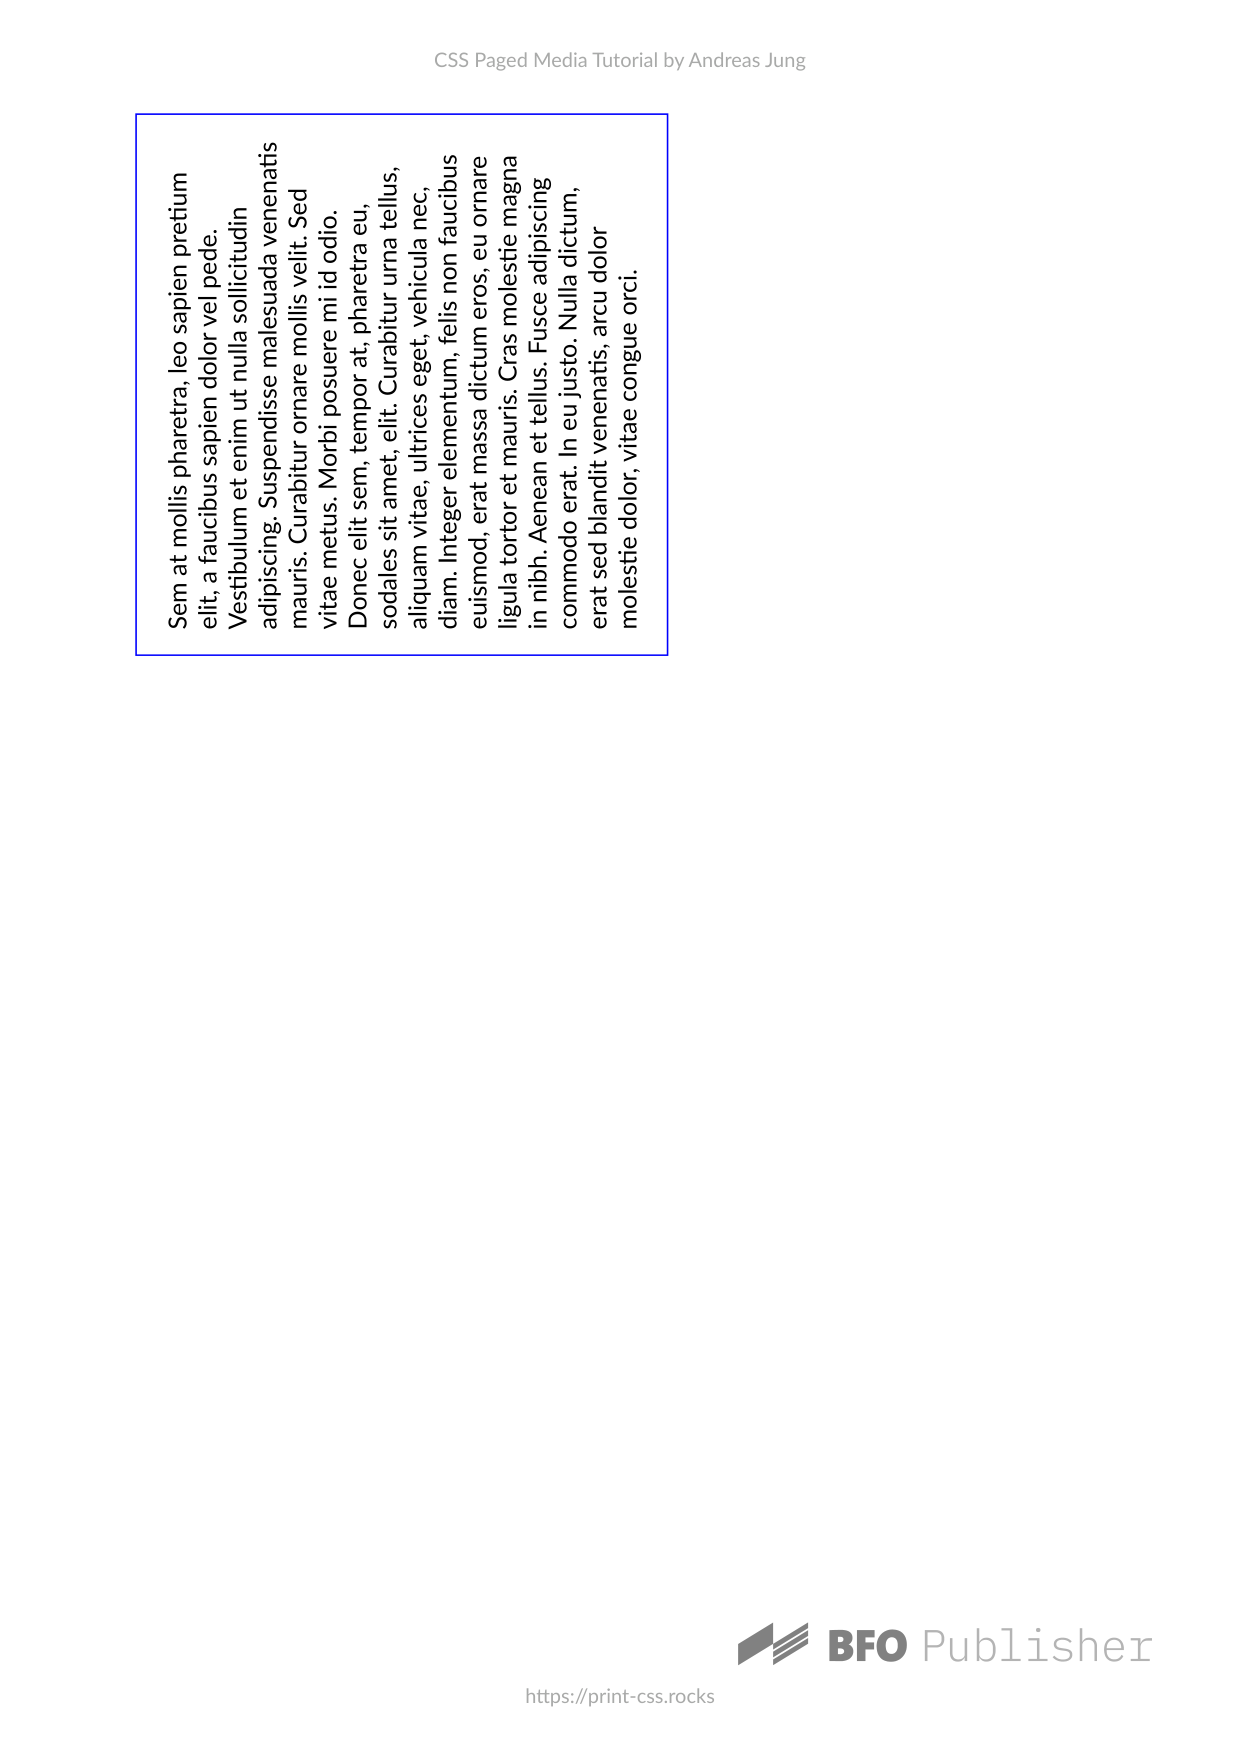 CSS Paged Media Tutorial by Andreas Jung
Sem at mollis pharetra, leo sapien pretium
elit, a faucibus sapien dolor vel pede.
Vestibulum et enim ut nulla sollicitudin
adipiscing. Suspendisse malesuada venenatis
mauris. Curabitur ornare mollis velit. Sed
vitae metus. Morbi posuere mi id odio.
Donec elit sem, tempor at, pharetra eu,
sodales sit amet, elit. Curabitur urna tellus,
aliquam vitae, ultrices eget, vehicula nec,
diam. Integer elementum, felis non faucibus
euismod, erat massa dictum eros, eu ornare
ligula tortor et mauris. Cras molestie magna
in nibh. Aenean et tellus. Fusce adipiscing
commodo erat. In eu justo. Nulla dictum,
erat sed blandit venenatis, arcu dolor
molestie dolor, vitae congue orci.
BFO Publisher
https://print-css.rocks